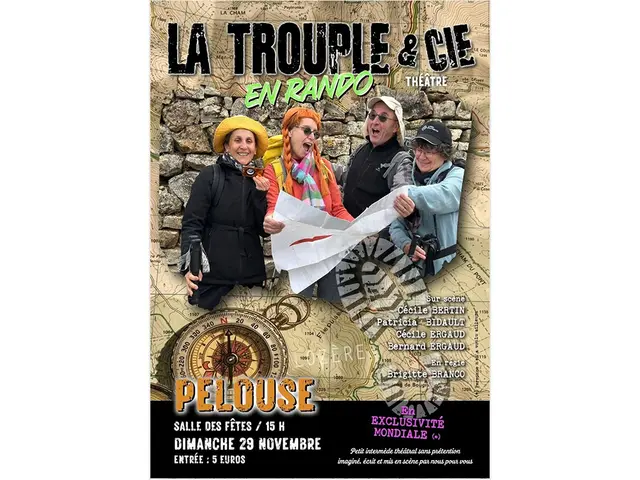 LA TROUPLE & CIE
EN RANDO
THÉÂTRE
Sur scène
Cécile BERTIN
Patricia BIDAULT
Cécile ERGAUD
Bernard ERGAUD
En régie
Brigitte BRANCO
LOZÈRE
PELOUSE
SALLE DES FÊTES / 15 H
DIMANCHE 29 NOVEMBRE
ENTRÉE : 5 EUROS
En
EXCLUSIVITÉ
MONDIALE (*)
Petit intermède théatral sans prétention
imaginé, écrit et mis en scène par nous pour vous